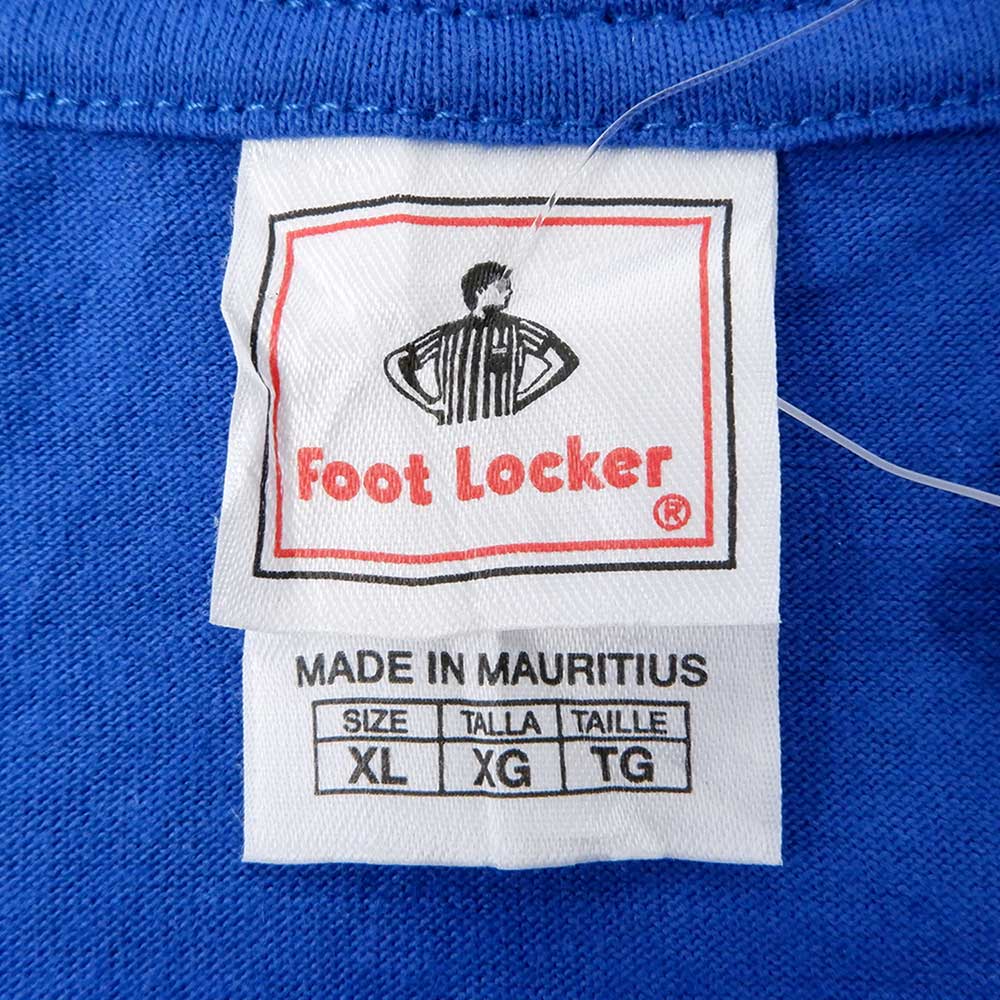 Foot Locker
®
MADE IN MAURITIUS
SIZE TALLA TAILLE
XL XG TG